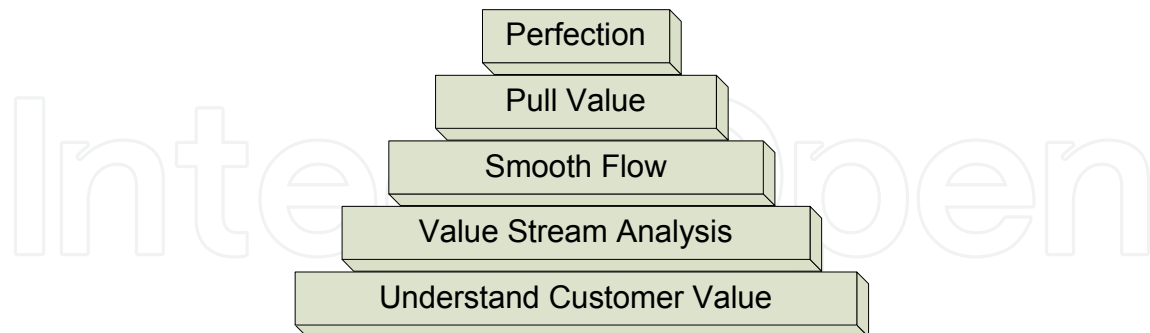 Perfection
Pull Value
Smooth Flow
Value Stream Analysis
Understand Customer Value